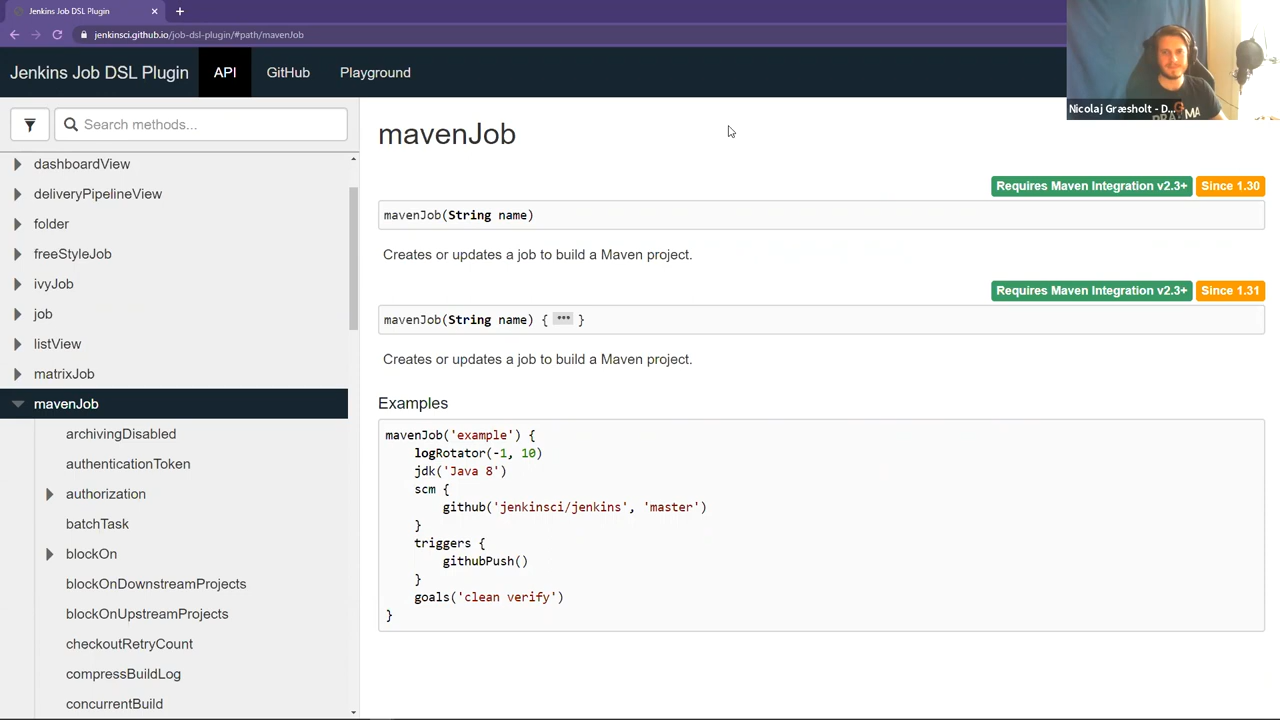 Jenkins Job DSL Plugin
jenkinsci.github.io/job-dsl-plugin/#path/mavenJob
Jenkins Job DSL Plugin
API
GitHub
Playground
Nicolaj Græsholt - D...
Search methods...
dashboardView
deliveryPipelineView
folder
freeStyleJob
ivyJob
job
listView
matrixJob
mavenJob
archivingDisabled
authenticationToken
authorization
batchTask
blockOn
blockOnDownstreamProjects
blockOnUpstreamProjects
checkoutRetryCount
compressBuildLog
concurrentBuild
mavenJob
Requires Maven Integration v2.3+ Since 1.30
mavenJob(String name)
Creates or updates a job to build a Maven project.
Requires Maven Integration v2.3+ Since 1.31
mavenJob(String name) { ••• }
Creates or updates a job to build a Maven project.
Examples
mavenJob('example') {
logRotator(-1, 10)
jdk('Java 8')
scm {
github('jenkinsci/jenkins', 'master')
}
triggers {
githubPush()
}
goals('clean verify')
}